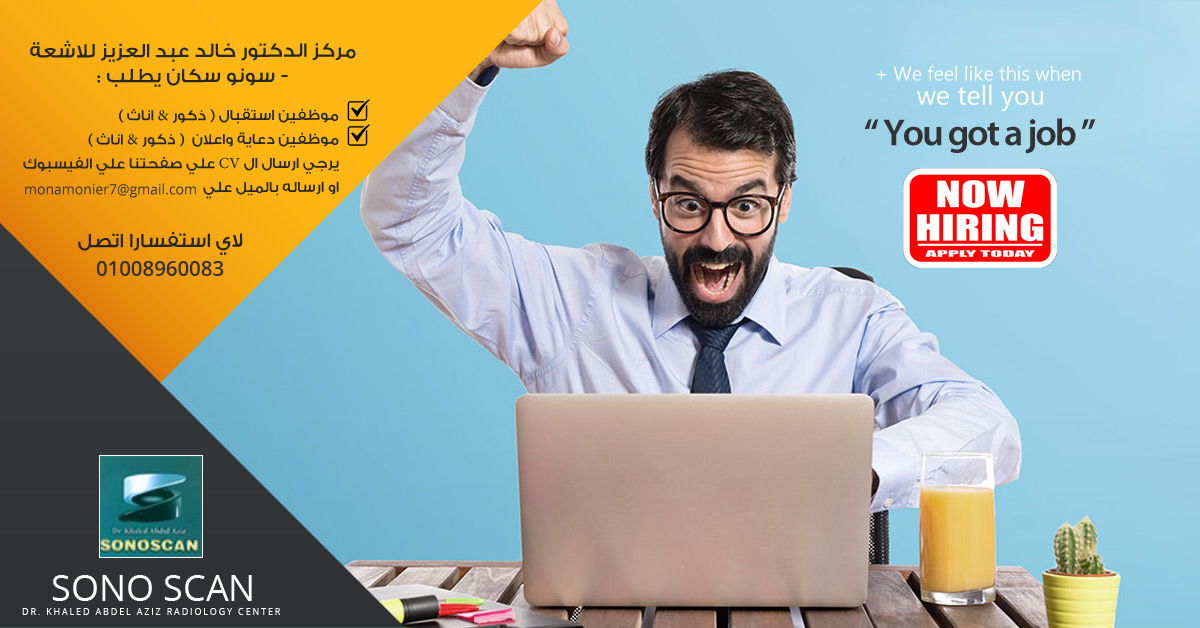 مركز الدكتور خالد عبد العزيز للاشعة
- سونو سكان يطلب :
موظفين استقبال ( ذكور & اناث )
موظفين دعاية واعلان ( ذكور & اناث )
يرجي ارسال ال CV علي صفحتنا علي الفيسبوك
او ارساله بالميل علي monamonier7@gmail.com
لاي استفسارا اتصل
01008960083
+ We feel like this when
we tell you
“ You got a job ”
NOW
HIRING
APPLY TODAY
Dr. Khaled Abdul Aziz
SONOSCAN
SONO SCAN
DR. KHALED ABDEL AZIZ RADIOLOGY CENTER